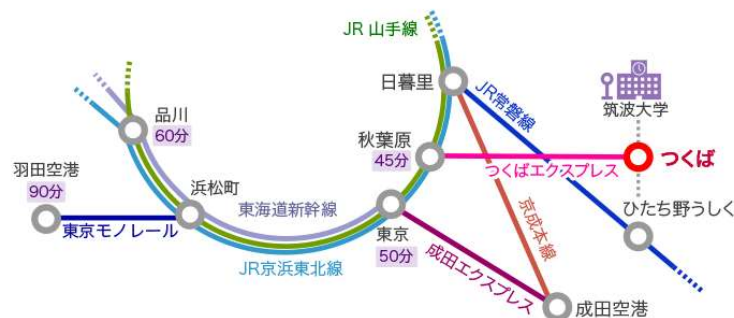 JR 山手線
日暮里
JR常磐線
筑波大学
品川
60分
秋葉原
45分
つくば
つくばエクスプレス
羽田空港
90分
浜松町
東海道新幹線
東京
50分
京成本線
ひたち野うしく
東京モノレール
JR京浜東北線
成田エクスプレス
成田空港